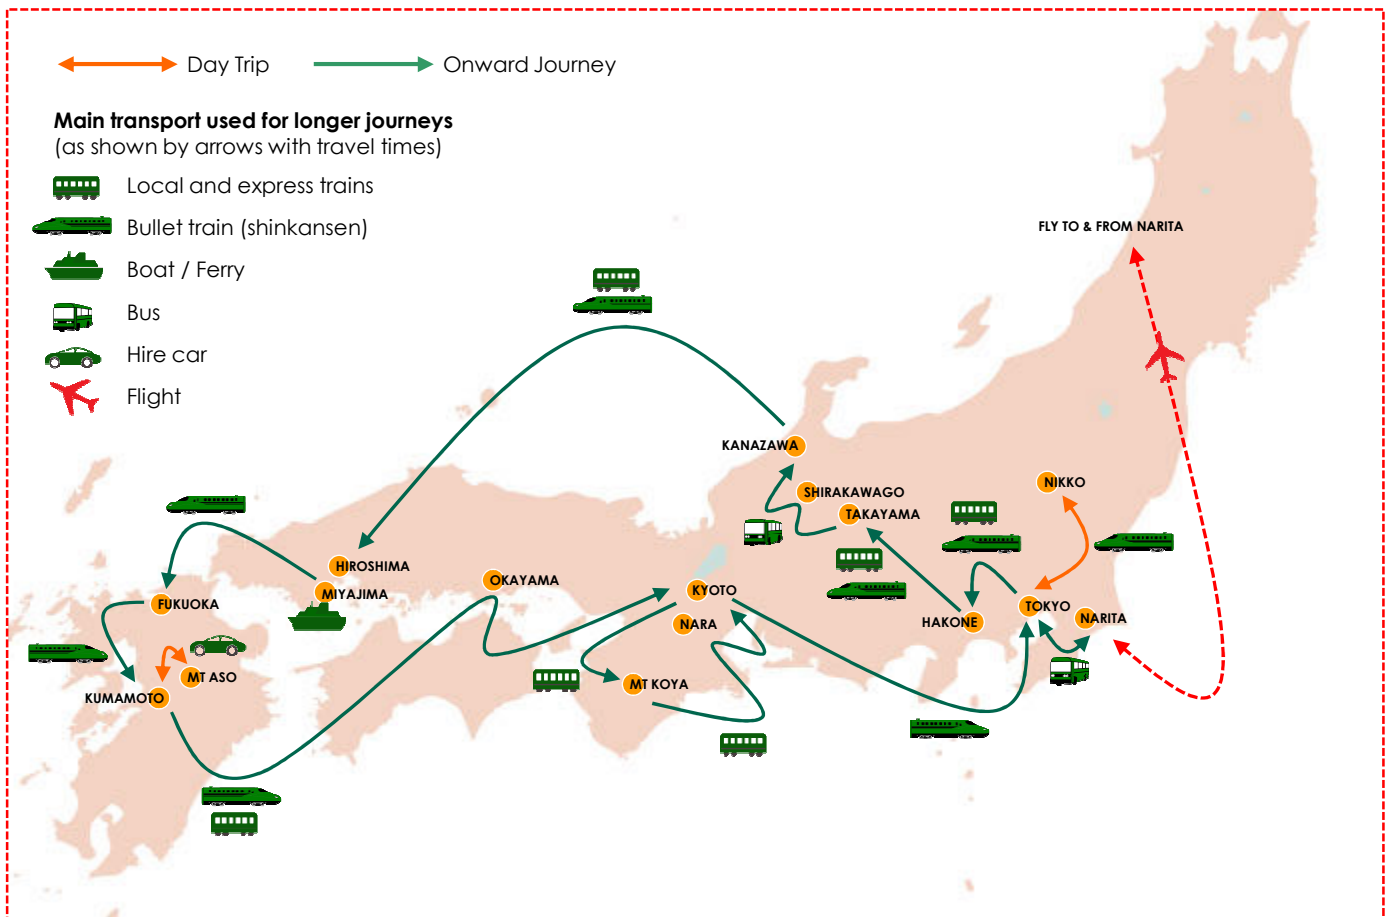 Day Trip
Onward Journey
Main transport used for longer journeys
(as shown by arrows with travel times)
Local and express trains
Bullet train (shinkansen)
Boat / Ferry
Bus
Hire car
Flight
FLY TO & FROM NARITA
KANAZAWA
SHIRAKAWAGO
TAKAYAMA
NIKKO
HIROSHIMA
MIYAJIMA
OKAYAMA
KYOTO
NARA
FUKUOKA
TOKYO
NARITA
HAKONE
MT ASO
KUMAMOTO
MT KOYA